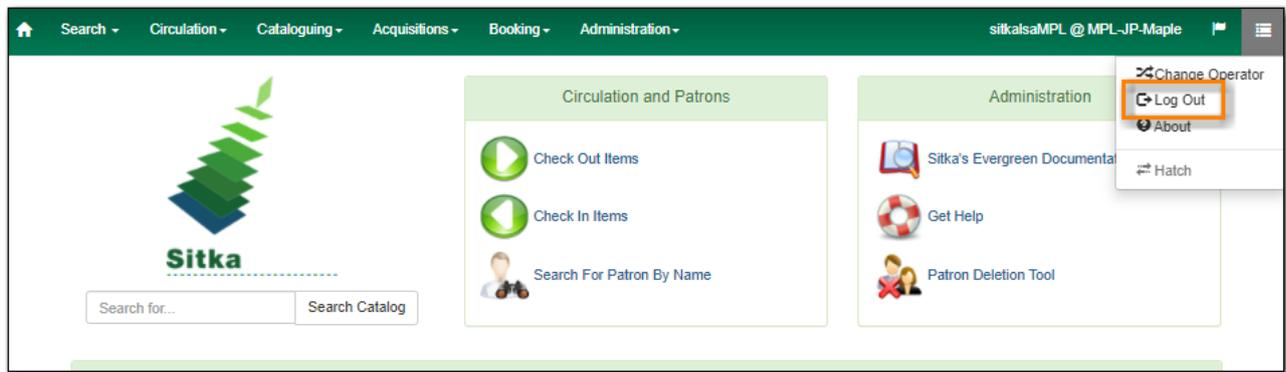 Search Circulation Cataloguing Acquisitions Booking Administration sitkalsaMPL @ MPL-JP-Maple
Change Operator
Log Out
About
Hatch
Sitka
Search for... Search Catalog
Circulation and Patrons
Check Out Items
Check In Items
Search For Patron By Name
Administration
Sitka's Evergreen Documentat
Get Help
Patron Deletion Tool